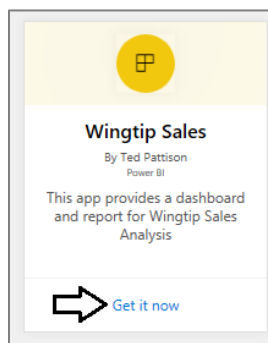 Wingtip Sales
By Ted Pattison
Power BI
This app provides a dashboard
and report for Wingtip Sales
Analysis
Get it now